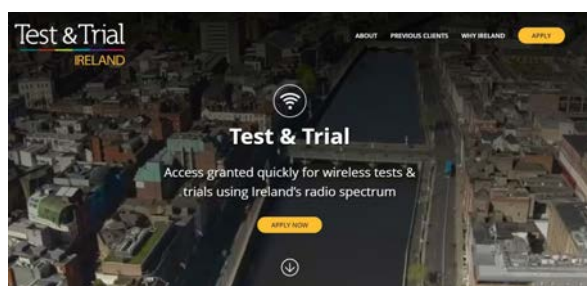 Test & Trial
IRELAND
ABOUT PREVIOUS CLIENTS WHY IRELAND APPLY
Test & Trial
Access granted quickly for wireless tests &
trials using Ireland's radio spectrum
APPLY NOW